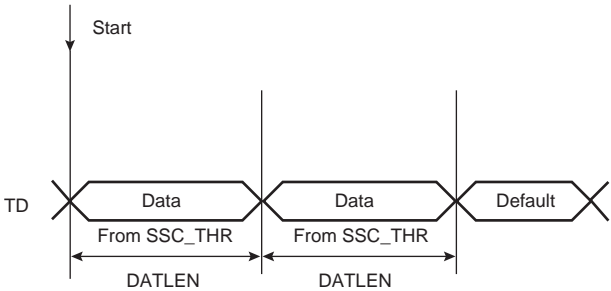 Start
TD Data Data Default
From SSC_THR From SSC_THR
DATLEN DATLEN